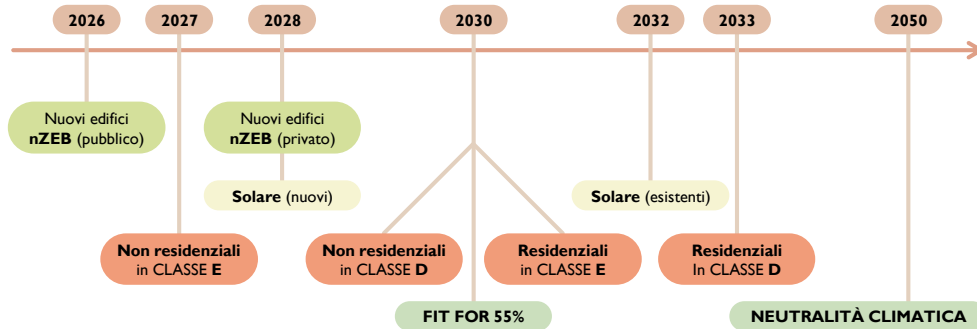 2026
2027
2028
2030
2032
2033
2050
Nuovi edifici
nZEB (pubblico)
Nuovi edifici
nZEB (privato)
Solare (nuovi)
Solare (esistenti)
Non residenziali
in CLASSE E
Non residenziali
in CLASSE D
Residenziali
in CLASSE E
Residenziali
In CLASSE D
FIT FOR 55%
NEUTRALITÀ CLIMATICA